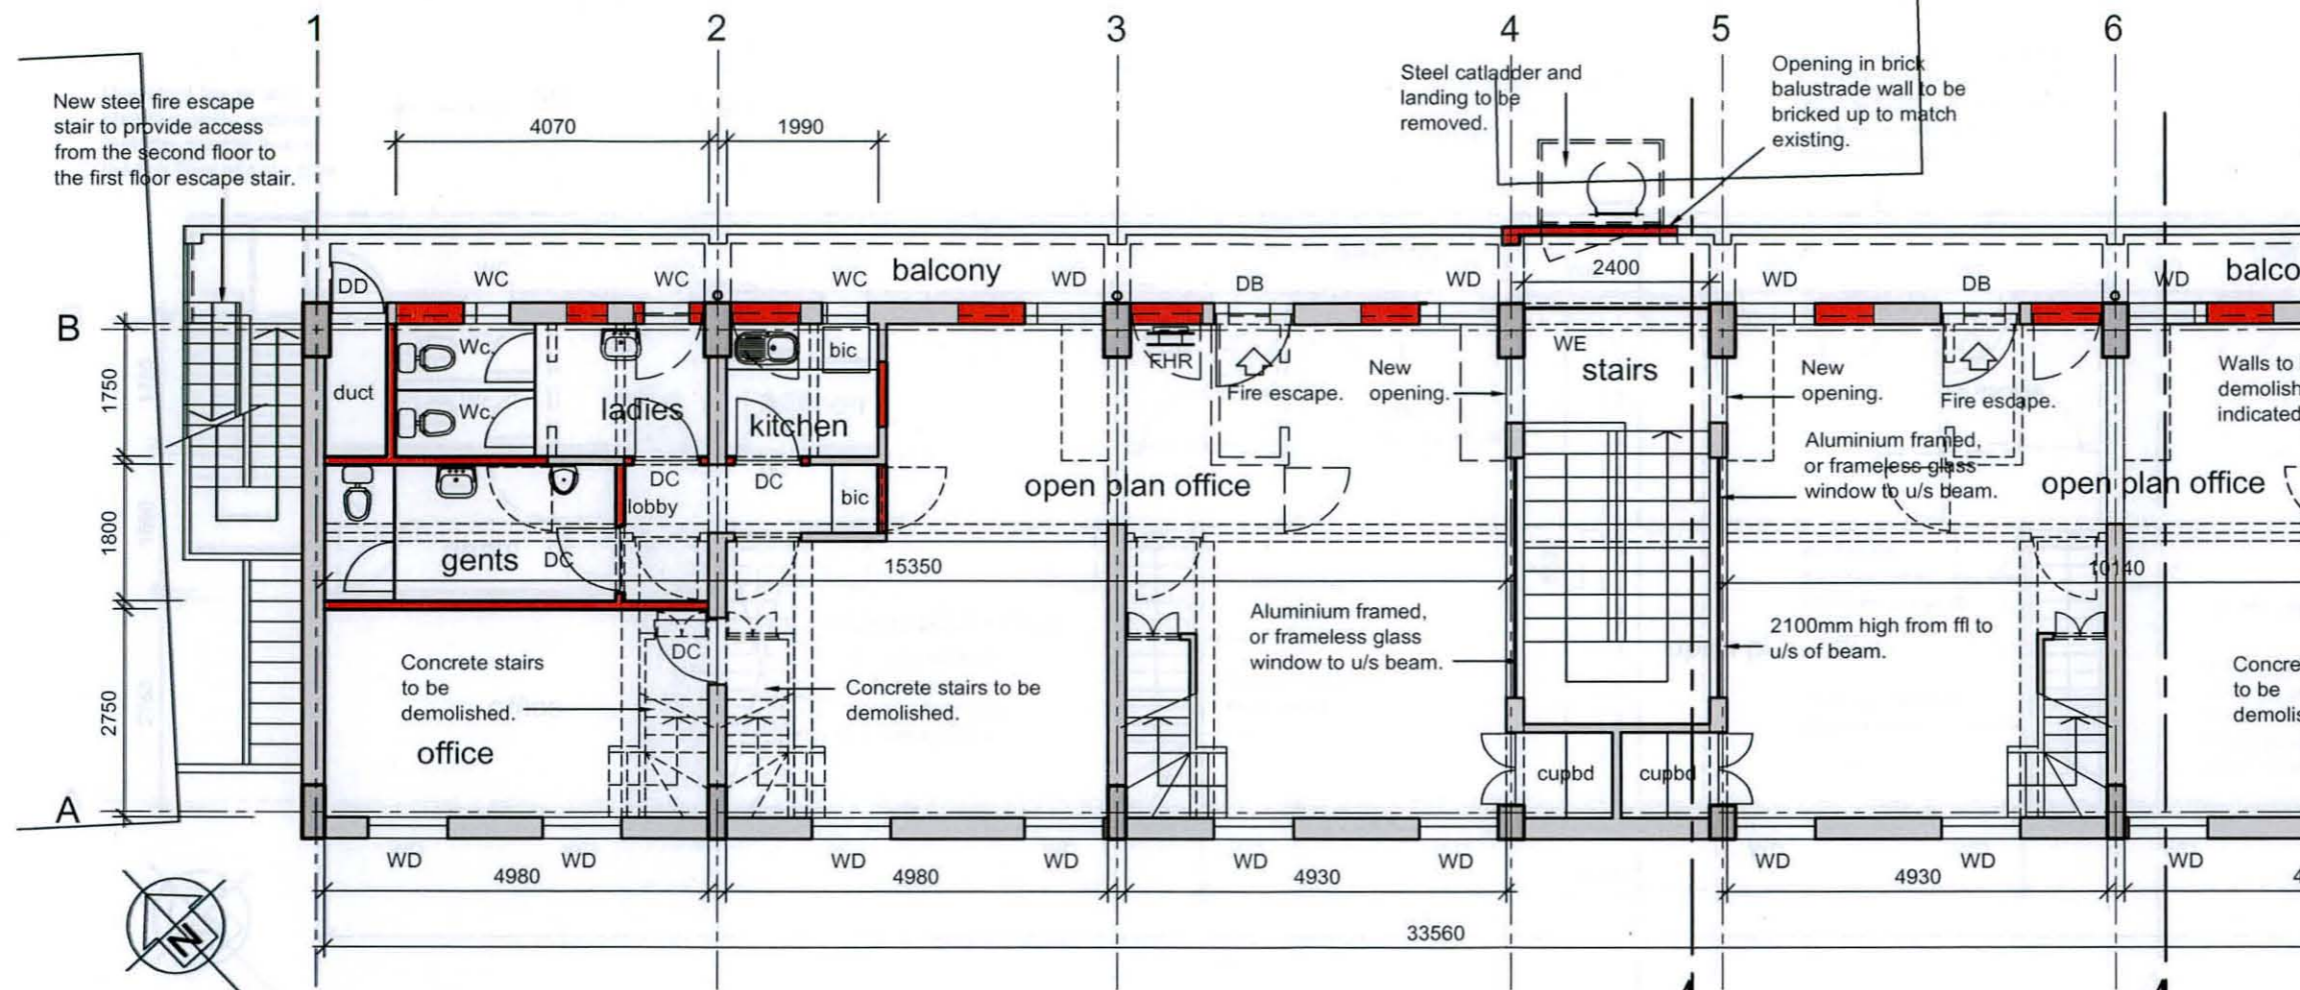 1
2
3
4
5
6
New steel fire escape
stair to provide access
from the second floor to
the first floor escape stair.
4070
1990
Steel catladder and
landing to be
removed.
Opening in brick
balustrade wall to be
bricked up to match
existing.
DD
WC
WC
WC
balcony
WD
DB
WD
2400
WD
DB
WD
balco
B
1750
duct
Wc.
Wc.
ladies
kitchen
bic
FHR
Fire escape.
New
opening.
WE
stairs
New
opening.
Fire escape.
Walls to
demolish
indicated
Aluminium framed,
or frameless glass
window to u/s beam.
1800
DC
lobby
DC
bic
gents
DC
open plan office
open plan office
15350
10140
2750
Concrete stairs
to be
demolished.
office
DC
Concrete stairs to be
demolished.
Aluminium framed,
or frameless glass
window to u/s beam.
2100mm high from ffl to
u/s of beam.
Concre
to be
demolis
cupbd
cupbd
A
WD
WD
WD
WD
WD
WD
WD
WD
WD
4980
4980
4930
4930
4
33560
N